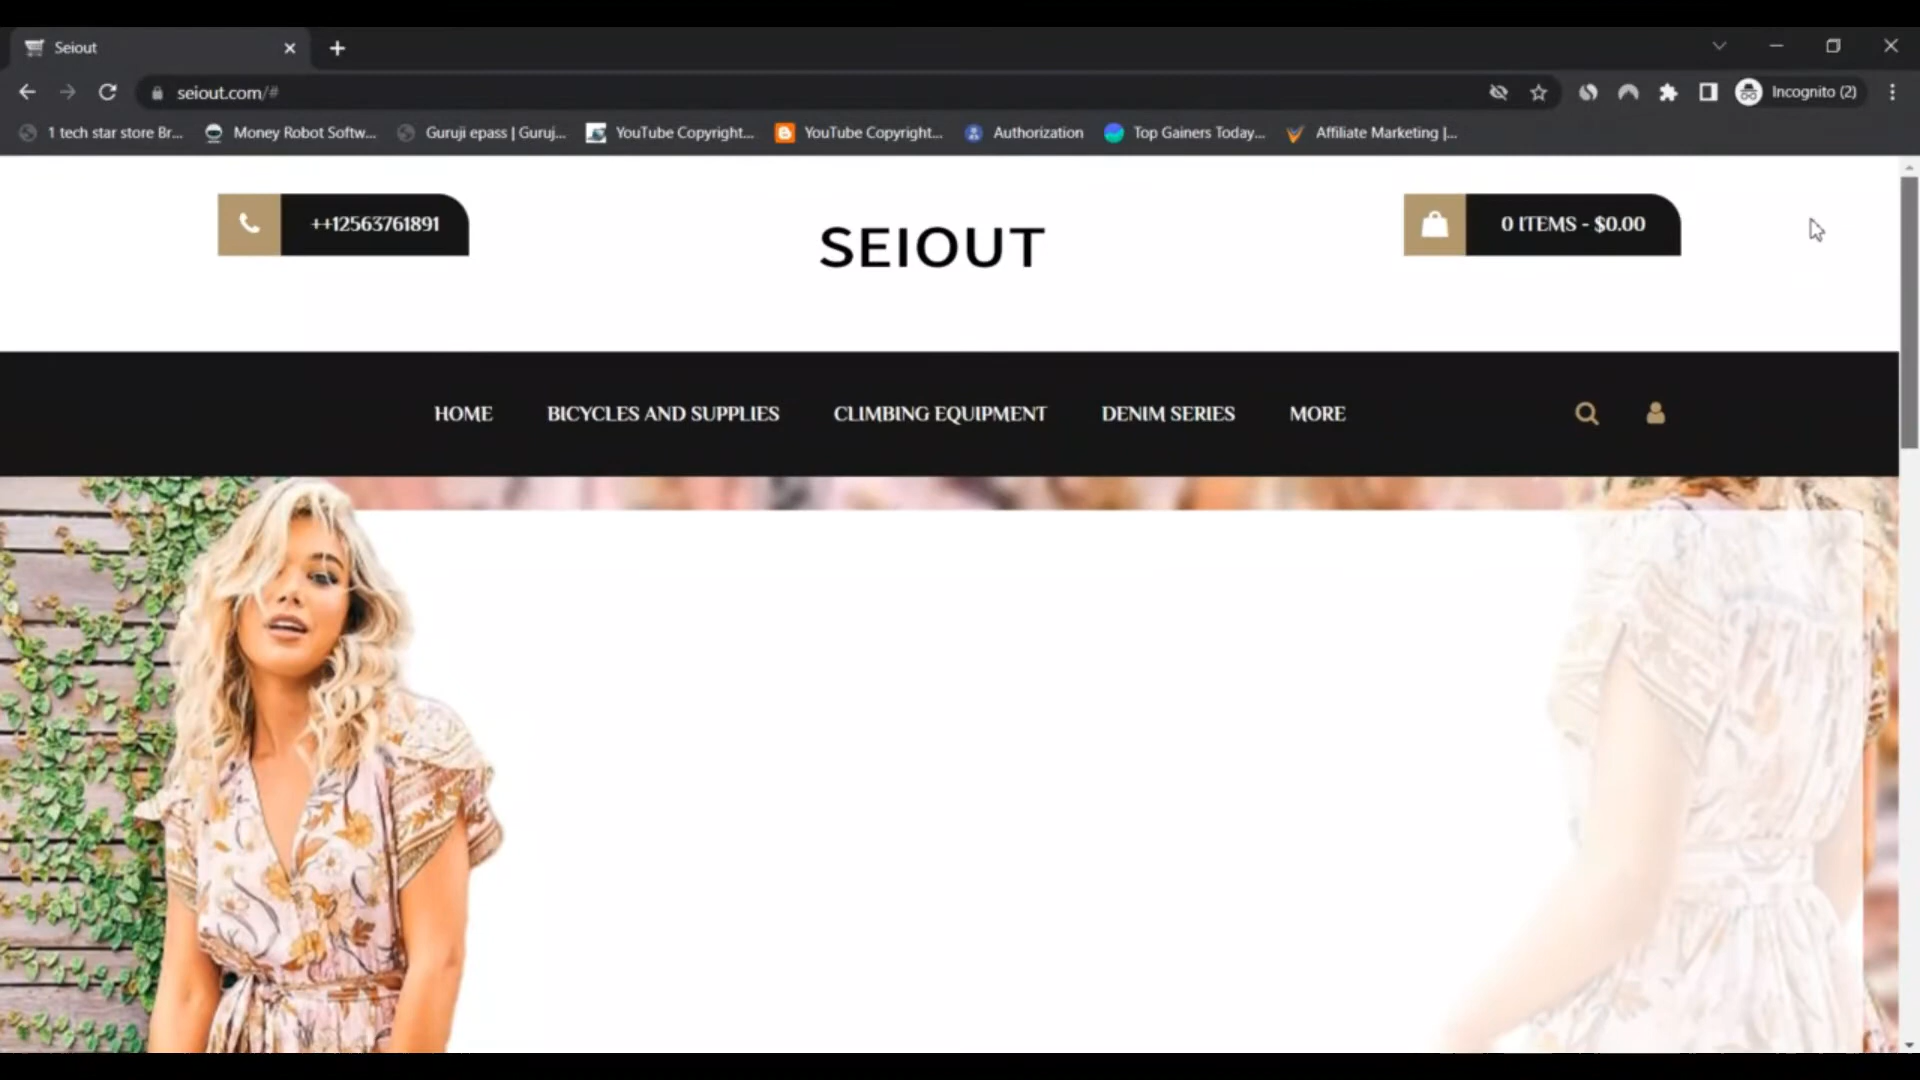 Seiout
seiout.com/#
Incognito (2)
1 tech star store Br...
Money Robot Softw...
Guruji epass | Guruj...
YouTube Copyright...
YouTube Copyright...
Authorization
Top Gainers Today...
Affiliate Marketing |...
++12563761891
SEIOUT
0 ITEMS - $0.00
HOME
BICYCLES AND SUPPLIES
CLIMBING EQUIPMENT
DENIM SERIES
MORE